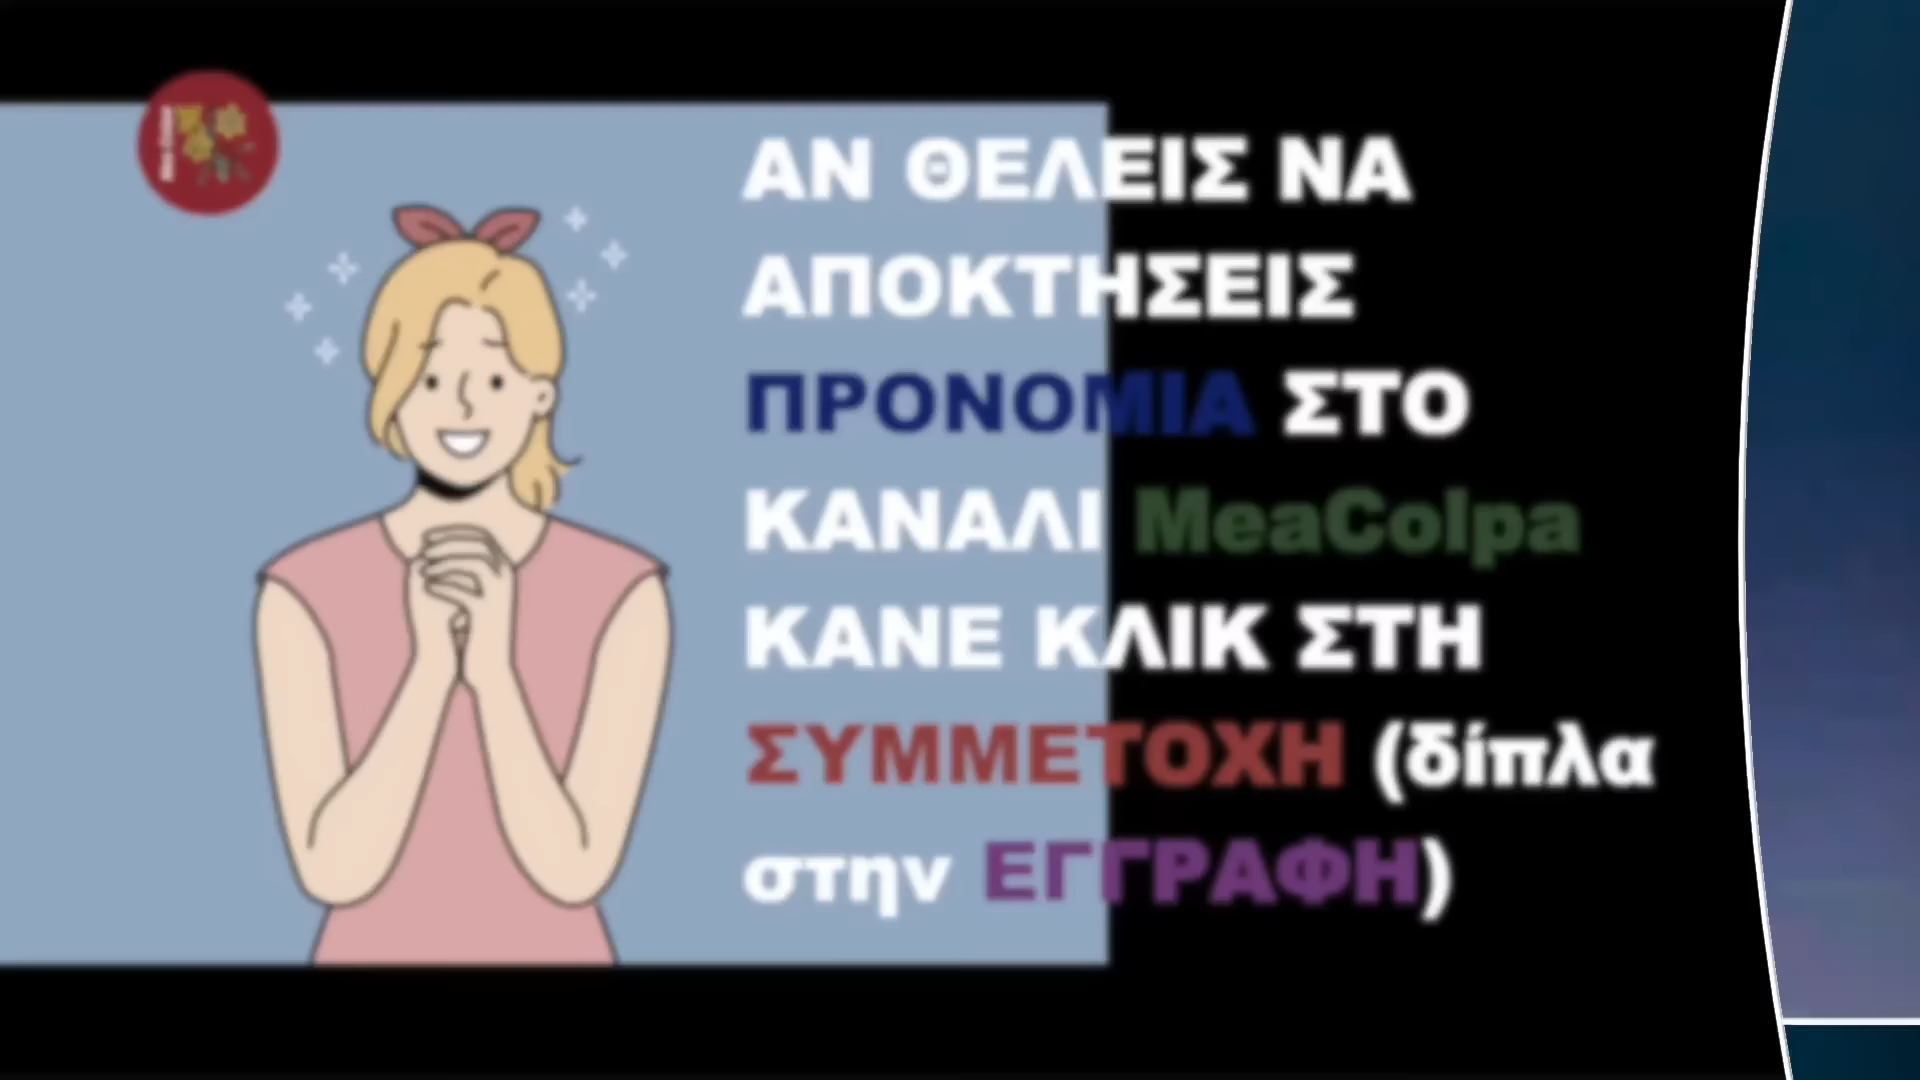 ΑΝ ΘΕΛΕΙΣ ΝΑ
ΑΠΟΚΤΗΣΕΙΣ
ΠΡΟΝΟΜΙΑ ΣΤΟ
ΚΑΝΑΛΙ MeaColpa
ΚΑΝΕ ΚΛΙΚ ΣΤΗ
ΣΥΜΜΕΤΟΧΗ (δίπλα
στην ΕΓΓΡΑΦΗ)